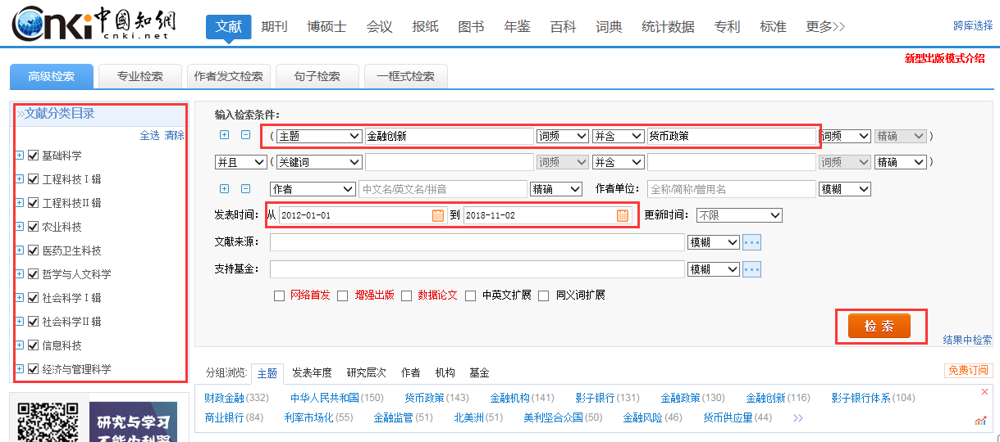 Cnki 中國知網
cnki.net
文献 期刊 博硕士 会议 报纸 图书 年鉴 百科 词典 统计数据 专利 标准 更多>>
跨库选择
新型出版模式介绍
高级检索 专业检索 作者发文检索 句子检索 一框式检索
»文献分类目录
全选 清除
基础科学
工程科技Ⅰ辑
工程科技Ⅱ辑
农业科技
医药卫生科技
哲学与人文科学
社会科学Ⅰ辑
社会科学Ⅱ辑
信息科技
经济与管理科学
输入检索条件:
( 主题 金融创新 词频 并含 货币政策 词频 精确 )
并且 ( 关键词 词频 并含 词频 精确 )
作者 中文名/英文名/拼音 精确 作者单位: 全称/简称/曾用名 模糊
发表时间: 从 2012-01-01 到 2018-11-02 更新时间: 不限
文献来源: 模糊 ...
支持基金: 模糊 ...
网络首发 增强出版 数据论文 中英文扩展 同义词扩展
检 索
结果中检索
分组浏览: 主题 发表年度 研究层次 作者 机构 基金
免费订阅
财政金融(332) 中华人民共和国(150) 货币政策(143) 金融机构(141) 影子银行(131) 金融政策(130) 金融创新(116) 影子银行体系(104)
商业银行(84) 利率市场化(55) 金融监管(51) 北美洲(51) 美利坚合众国(50) 金融风险(46) 货币供应量(44) >>
研究与学习